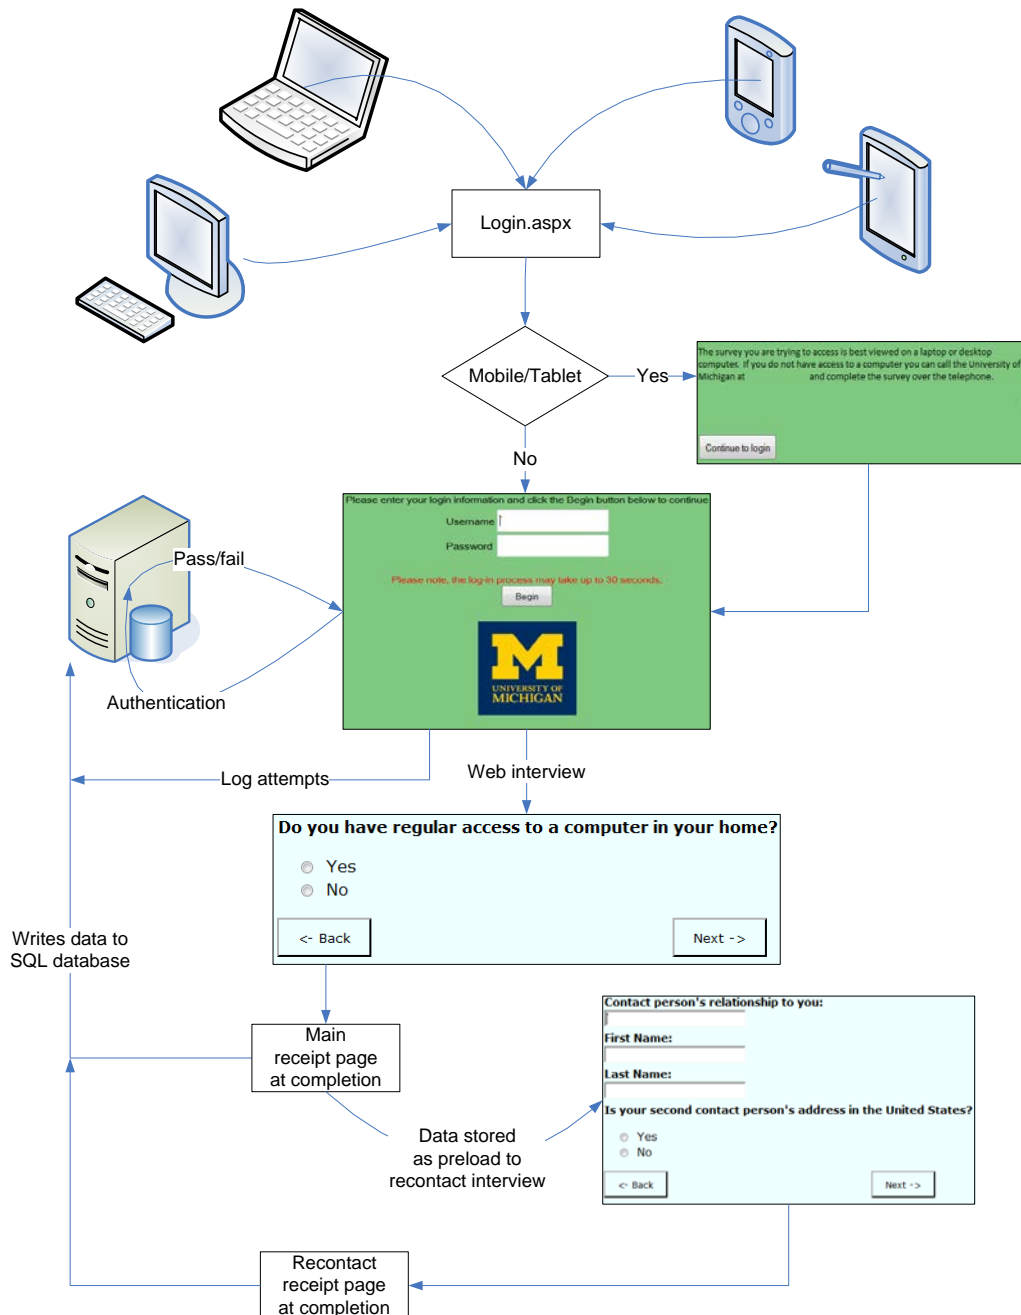 Login.aspx
Mobile/Tablet
Yes
The survey you are trying to access is best viewed on a laptop or desktop
computer. If you do not have access to a computer you can call the University of
Michigan at and complete the survey over the telephone.
Continue to login
No
Please enter your login information and click the Begin button below to continue
Username
Password
Please note, the log-in process may take up to 30 seconds.
Begin
UNIVERSITY OF
MICHIGAN
Pass/fail
Authentication
Log attempts
Web interview
Do you have regular access to a computer in your home?
Yes
No
<- Back
Next ->
Writes data to
SQL database
Main
receipt page
at completion
Data stored
as preload to
recontact interview
Contact person's relationship to you:
First Name:
Last Name:
Is your second contact person's address in the United States?
Yes
No
<- Back
Next ->
Recontact
receipt page
at completion